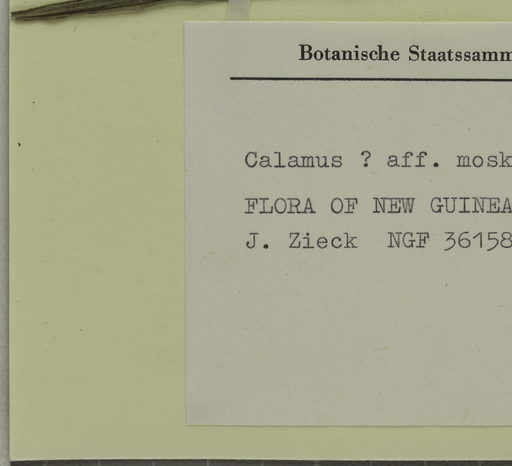 Botanische Staatssamm
Calamus ? aff. mosk
FLORA OF NEW GUINEA
J. Zieck NGF 36158